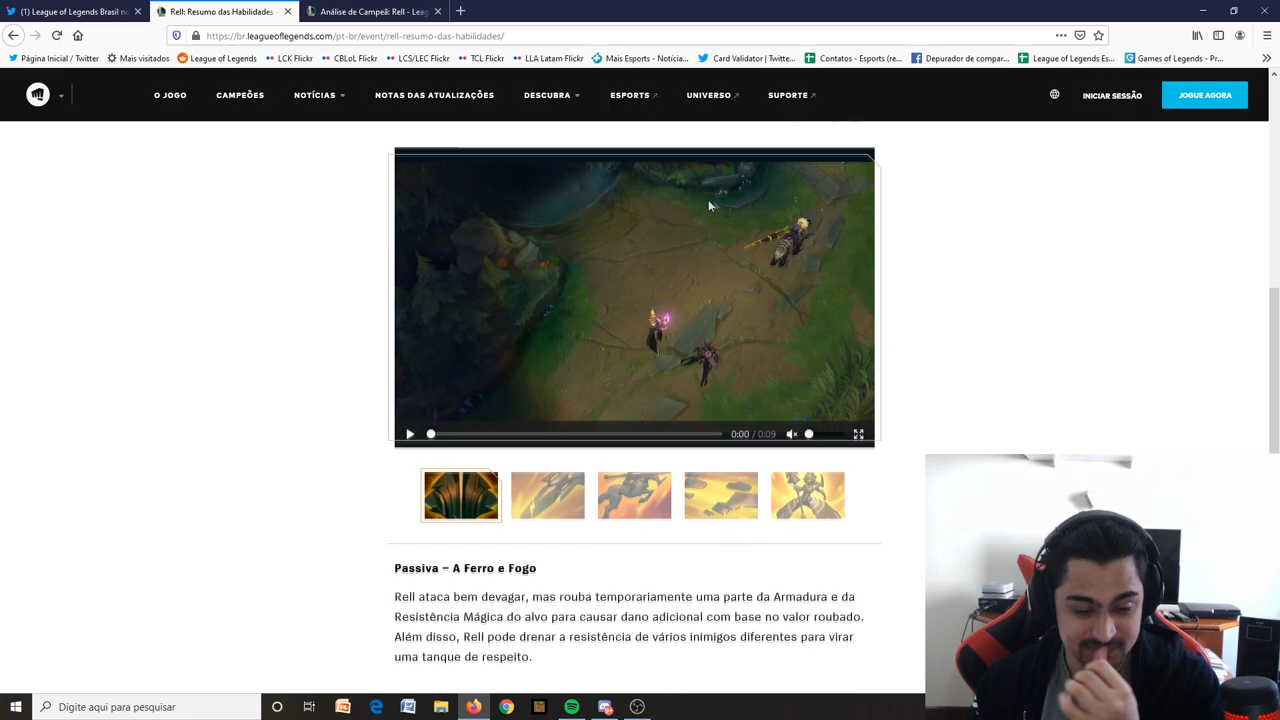 (1) League of Legends Brasil no
Rell: Resumo das Habilidades -
Análise de Campeã: Rell - Leag
https://br.leagueoflegends.com/pt-br/event/rell-resumo-das-habilidades/
Página Inicial / Twitter
Mais visitados
League of Legends
LCK Flickr
CBLoL Flickr
LCS/LEC Flickr
TCL Flickr
LLA Latam Flickr
Mais Esports - Notícia...
Card Validator | Twitte...
Contatos - Esports (re...
Depurador de compar...
League of Legends Es...
Games of Legends - Pr...
O JOGO
CAMPEÕES
NOTÍCIAS
NOTAS DAS ATUALIZAÇÕES
DESCUBRA
ESPORTS
UNIVERSO
SUPORTE
INICIAR SESSÃO
JOGUE AGORA
0:00 / 0:09
Passiva – A Ferro e Fogo
Rell ataca bem devagar, mas rouba temporariamente uma parte da Armadura e da
Resistência Mágica do alvo para causar dano adicional com base no valor roubado.
Além disso, Rell pode drenar a resistência de vários inimigos diferentes para virar
uma tanque de respeito.
Digite aqui para pesquisar